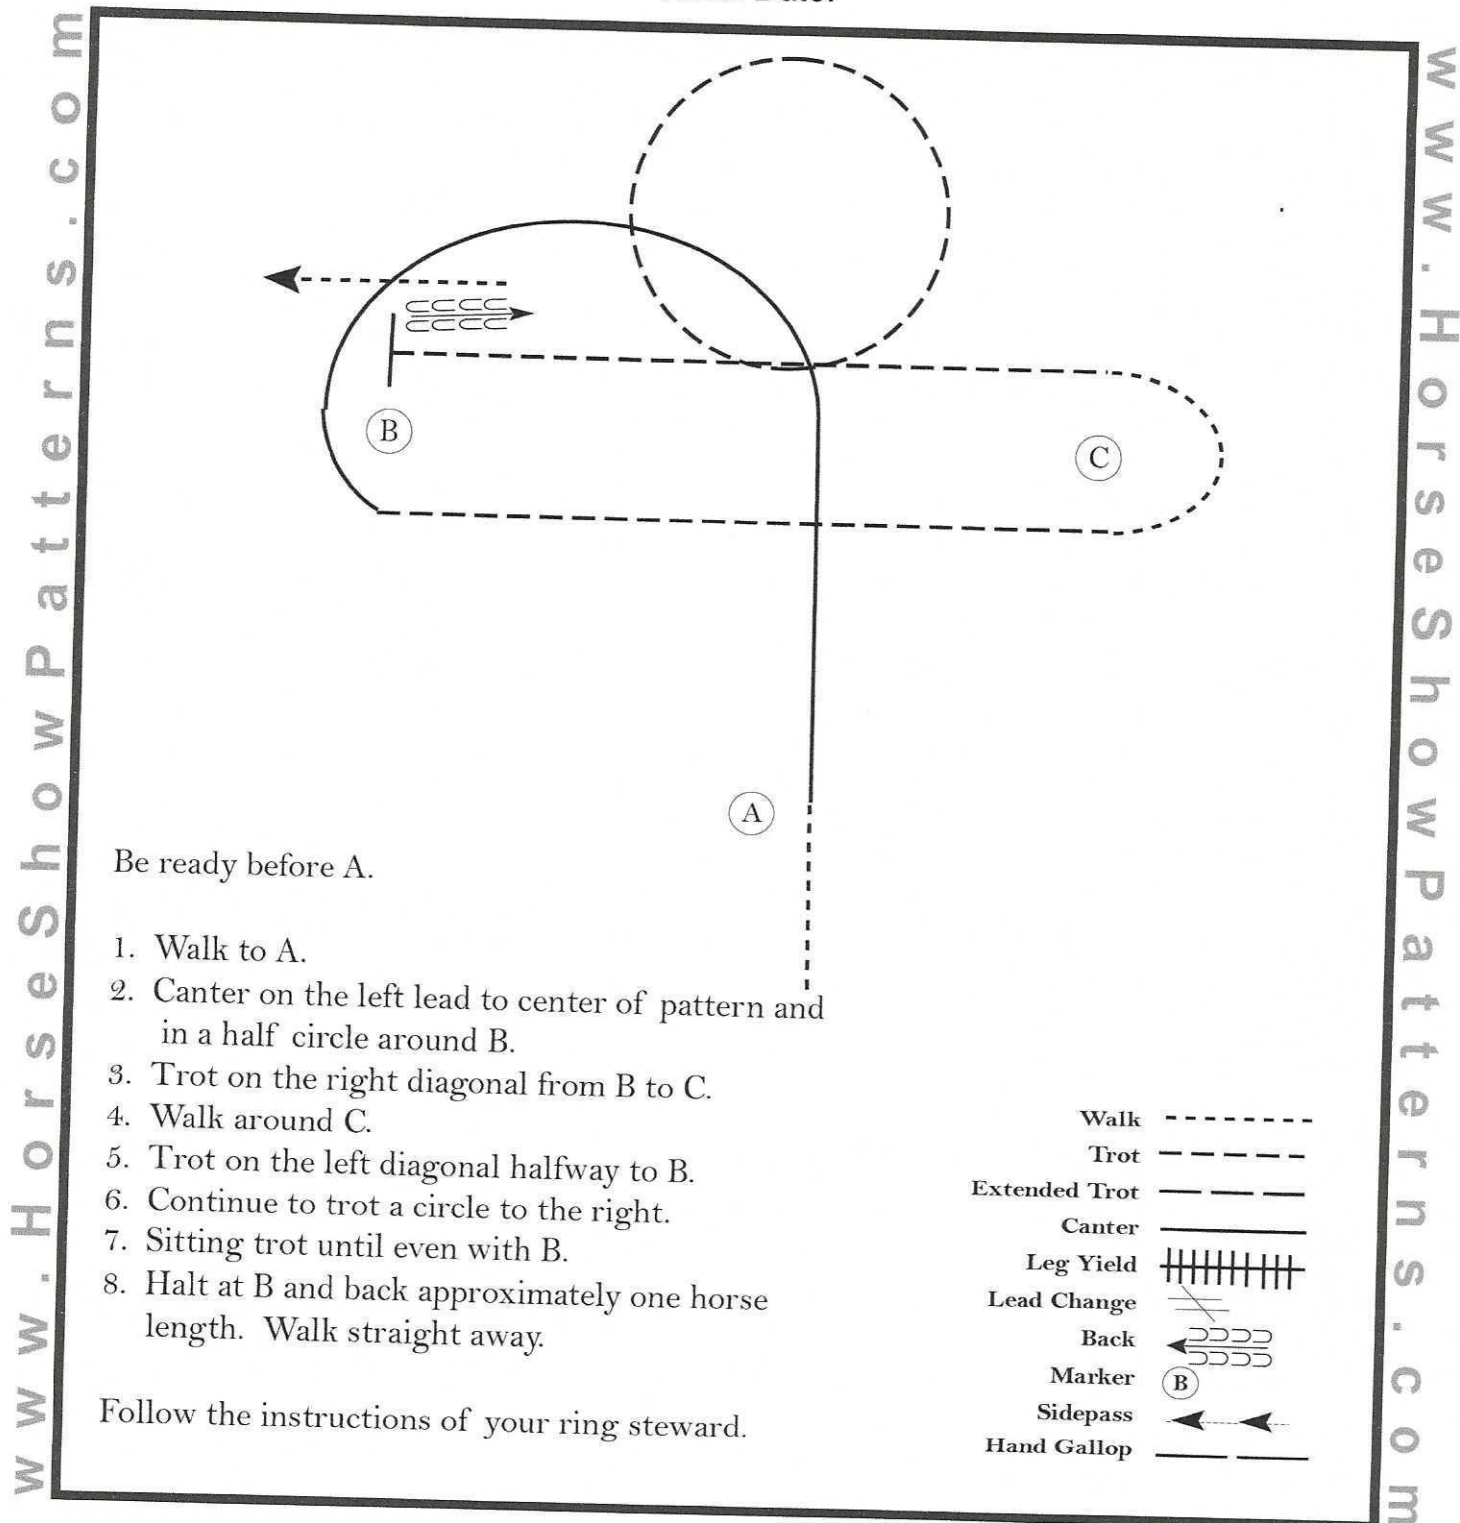 www.HorseShowPatterns.com
www.HorseShowPatterns.com
B
C
A
Be ready before A.
1. Walk to A.
2. Canter on the left lead to center of pattern and
in a half circle around B.
3. Trot on the right diagonal from B to C.
4. Walk around C.
5. Trot on the left diagonal halfway to B.
6. Continue to trot a circle to the right.
7. Sitting trot until even with B.
8. Halt at B and back approximately one horse
length. Walk straight away.
Follow the instructions of your ring steward.
Walk
Trot
Extended Trot
Canter
Leg Yield
Lead Change
Back
Marker B
Sidepass
Hand Gallop